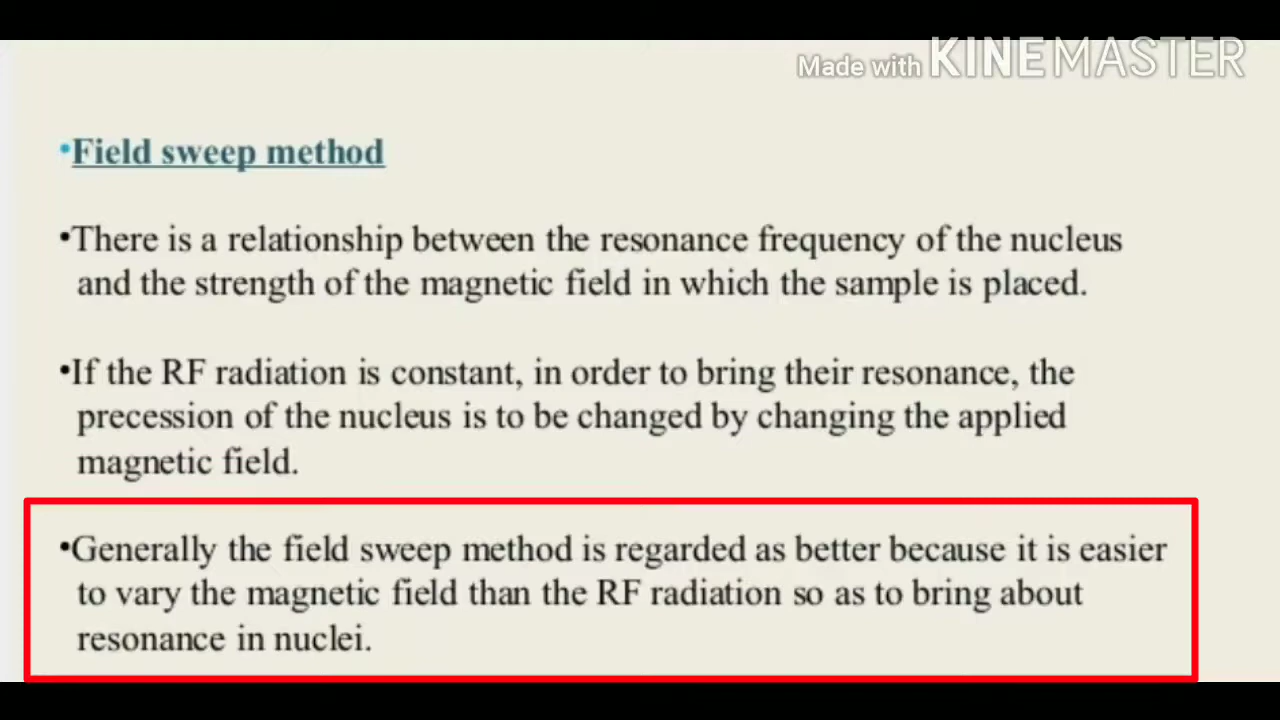 Made with KINEMASTER
•Field sweep method
•There is a relationship between the resonance frequency of the nucleus
and the strength of the magnetic field in which the sample is placed.
•If the RF radiation is constant, in order to bring their resonance, the
precession of the nucleus is to be changed by changing the applied
magnetic field.
•Generally the field sweep method is regarded as better because it is easier
to vary the magnetic field than the RF radiation so as to bring about
resonance in nuclei.